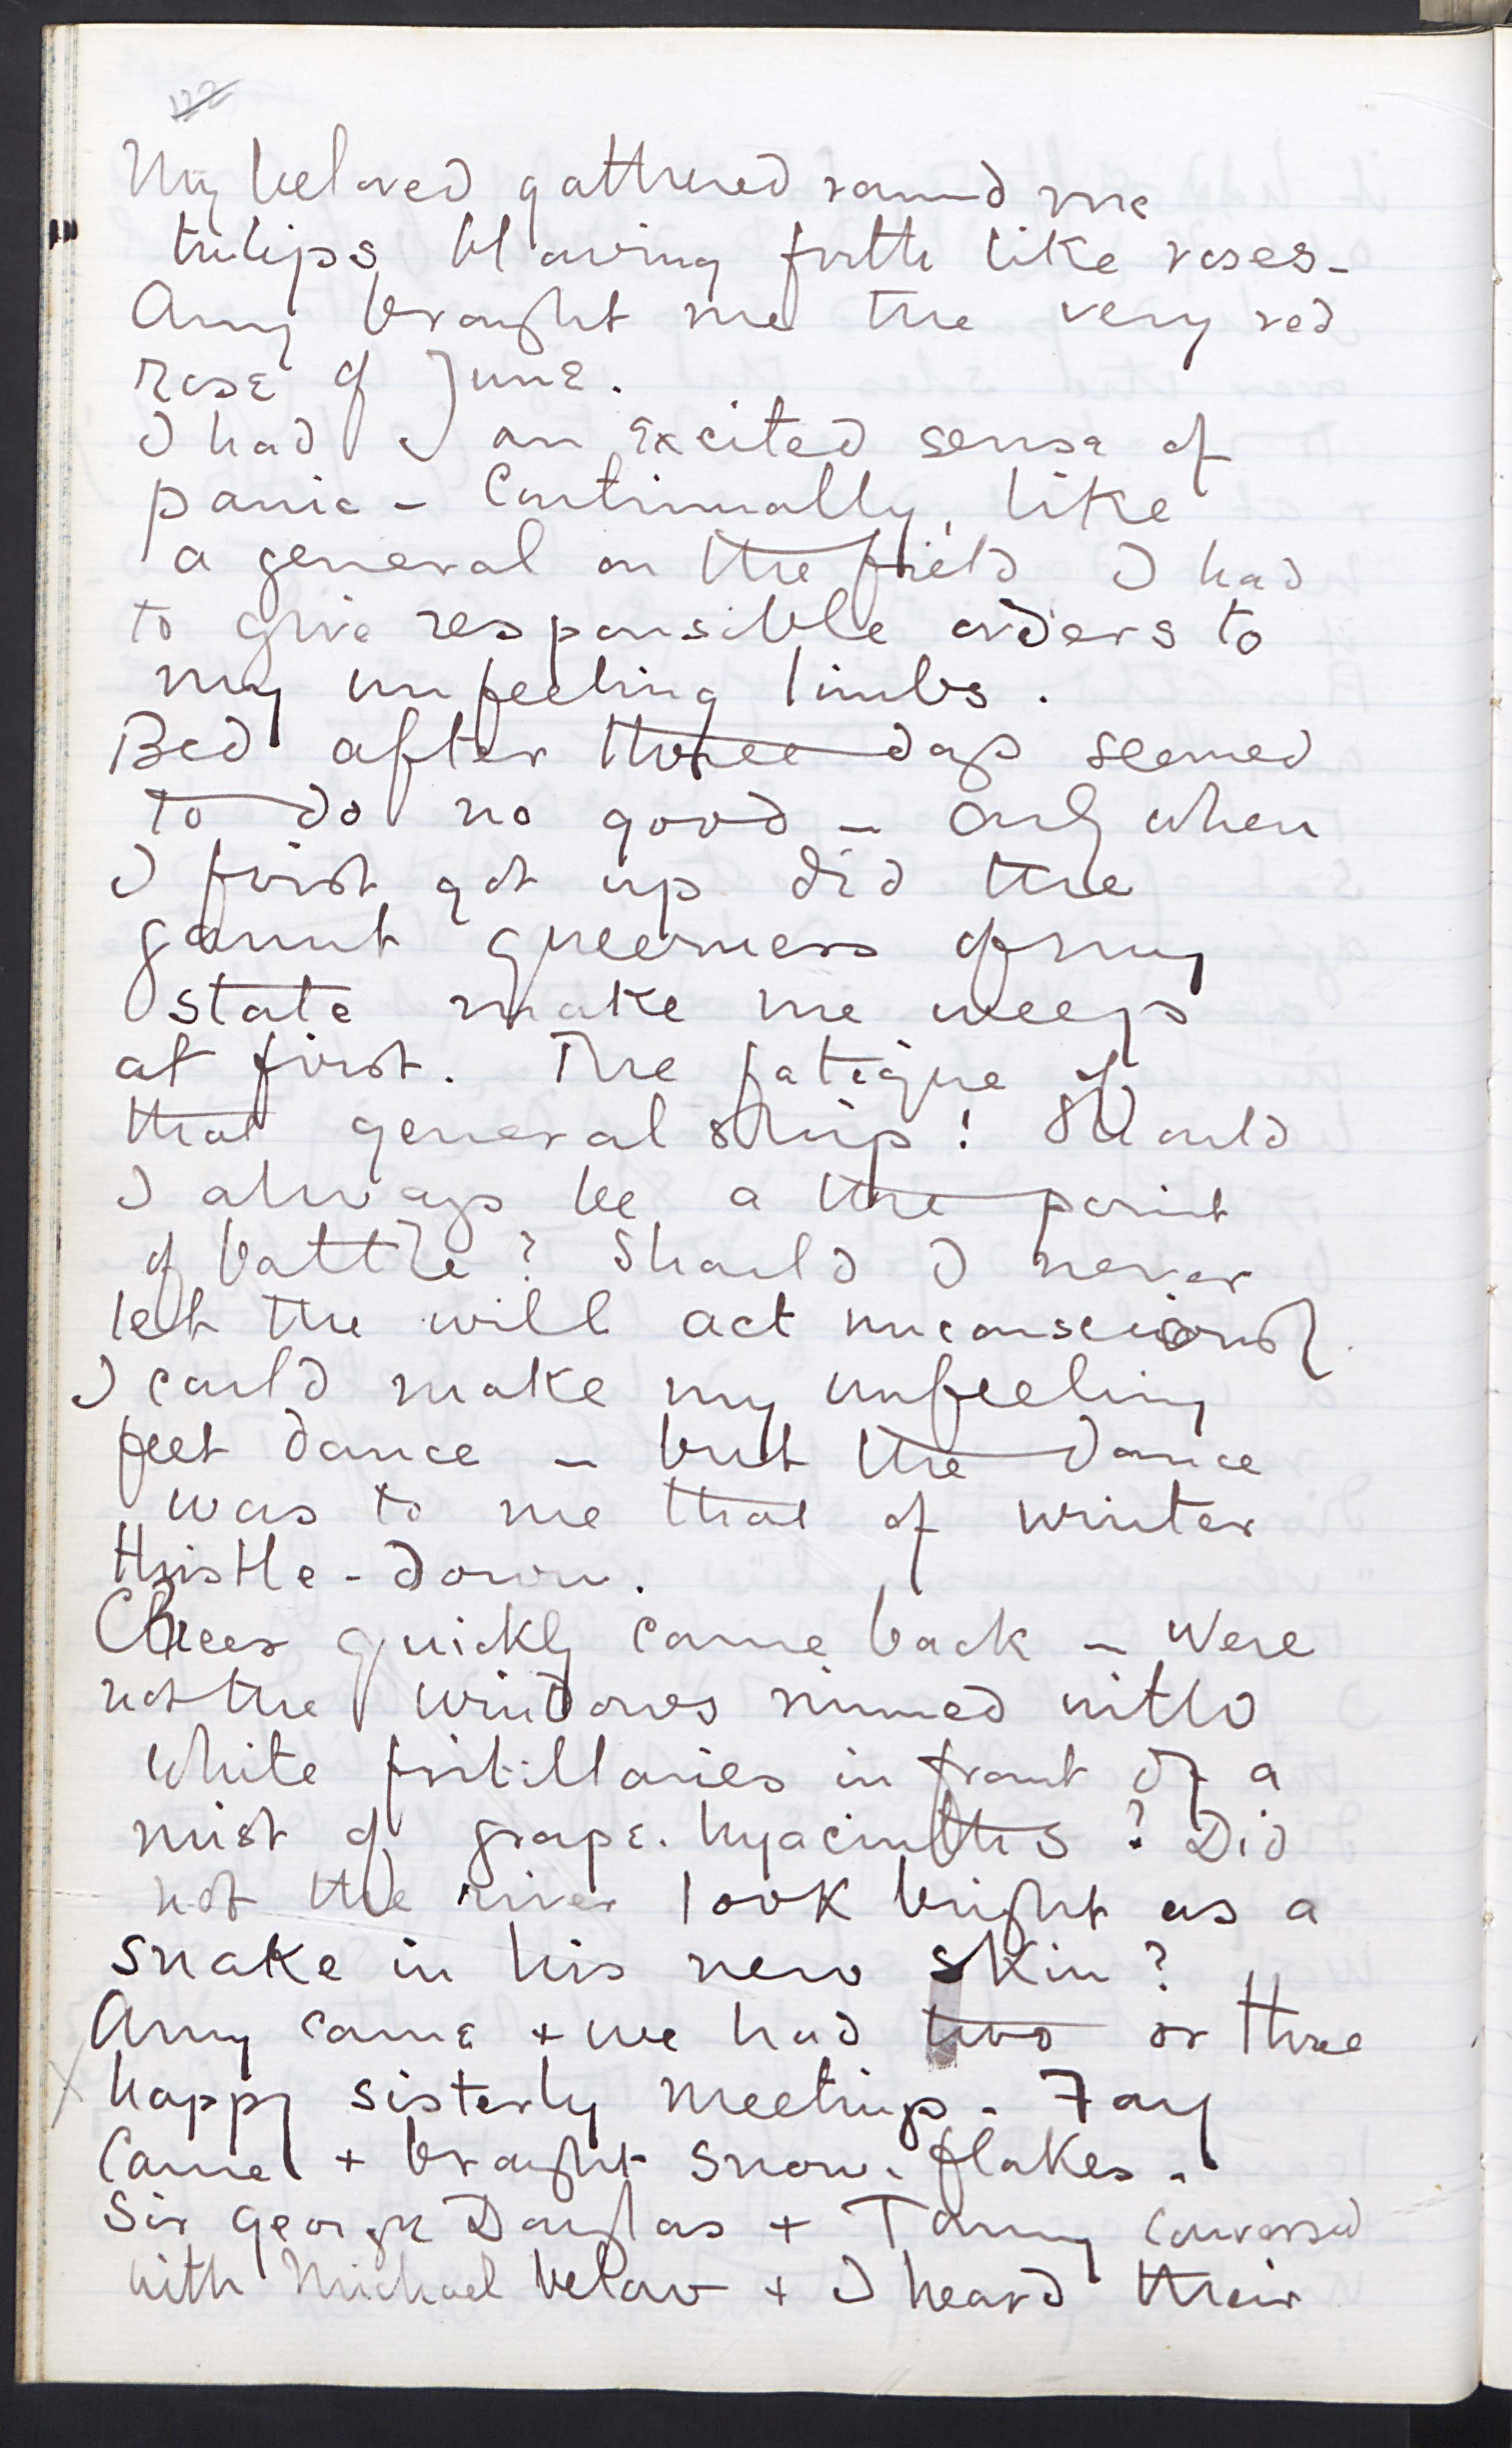 122
My beloved gathered round me
tulips blowing forth like roses -
Amy brought me the very red
rose of June.
I had an excited sense of
panic - Continually, like
a general on the field I had
to give responsible orders to
my unfeeling limbs.
Bed after three days seemed
to do no good - only when
I first got up did the
gaunt queerness of my
state make me weep
at first. The fatigue of
that generalship! Should
I always be a the point
of battle? Should I never
let the will act unconsciously.
I could make my unfeeling
feet dance - but the dance
was to me that of winter
thistle-down.
Cheer quickly came back - Were
not the windows rimmed with
white fritillaries in front of a
mist of grape-hyacinths? Did
not the river look bright as a
snake in his new skin?
Amy came + we had two or three
happy sisterly meetings. Fay
came + brought snow-flakes.
Sir George Douglas + Tommy conversed
with Michael below + I heard their